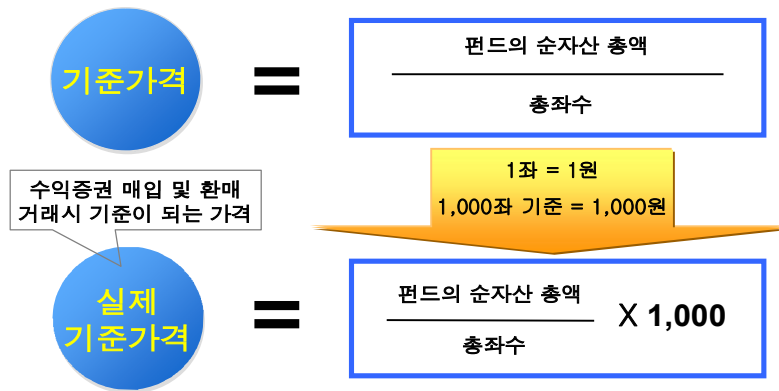 기준가격
=
펀드의 순자산 총액
총좌수
1좌 = 1원
1,000좌 기준 = 1,000원
수익증권 매입 및 환매
거래시 기준이 되는 가격
실제
기준가격
=
펀드의 순자산 총액
총좌수
X 1,000